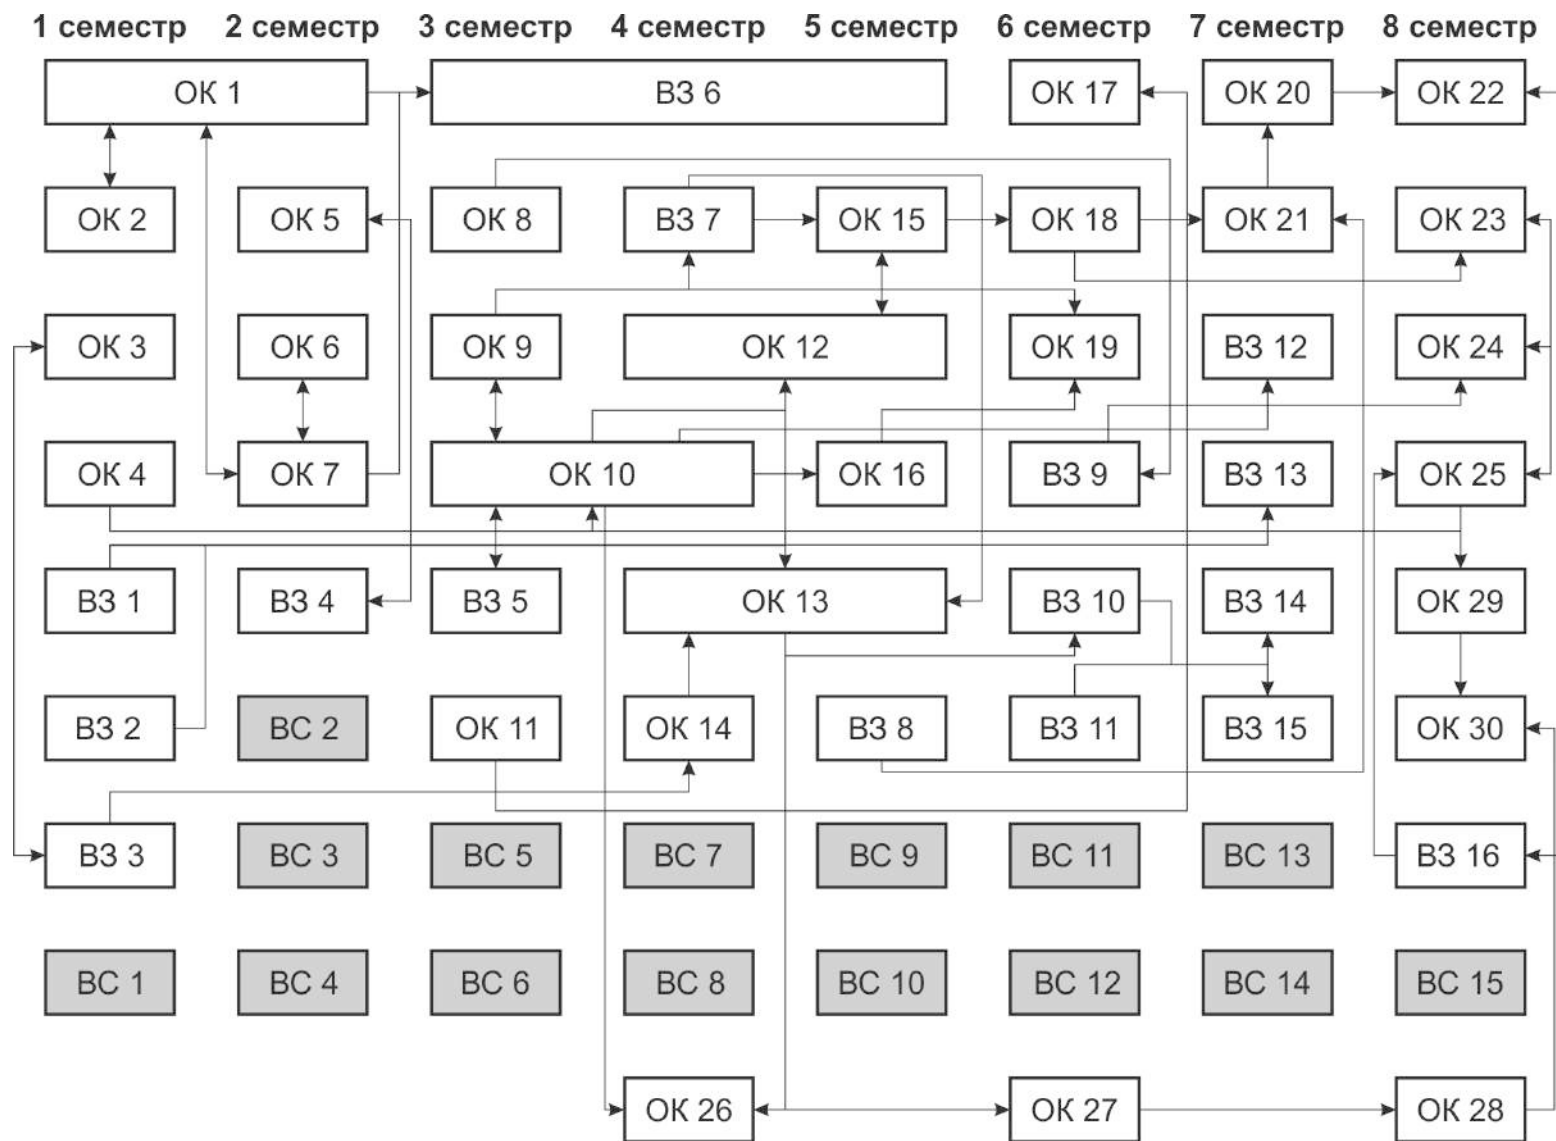 1 семестр 2 семестр 3 семестр 4 семестр 5 семестр 6 семестр 7 семестр 8 семестр
ОК 1 ВЗ 6 ОК 17 ОК 20 ОК 22
ОК 2 ОК 5 ОК 8 ВЗ 7 ОК 15 ОК 18 ОК 21 ОК 23
ОК 3 ОК 6 ОК 9 ОК 12 ОК 19 ВЗ 12 ОК 24
ОК 4 ОК 7 ОК 10 ОК 16 ВЗ 9 ВЗ 13 ОК 25
ВЗ 1 ВЗ 4 ВЗ 5 ОК 13 ВЗ 10 ВЗ 14 ОК 29
ВЗ 2 ВС 2 ОК 11 ОК 14 ВЗ 8 ВЗ 11 ВЗ 15 ОК 30
ВЗ 3 ВС 3 ВС 5 ВС 7 ВС 9 ВС 11 ВС 13 ВЗ 16
ВС 1 ВС 4 ВС 6 ВС 8 ВС 10 ВС 12 ВС 14 ВС 15
ОК 26 ОК 27 ОК 28